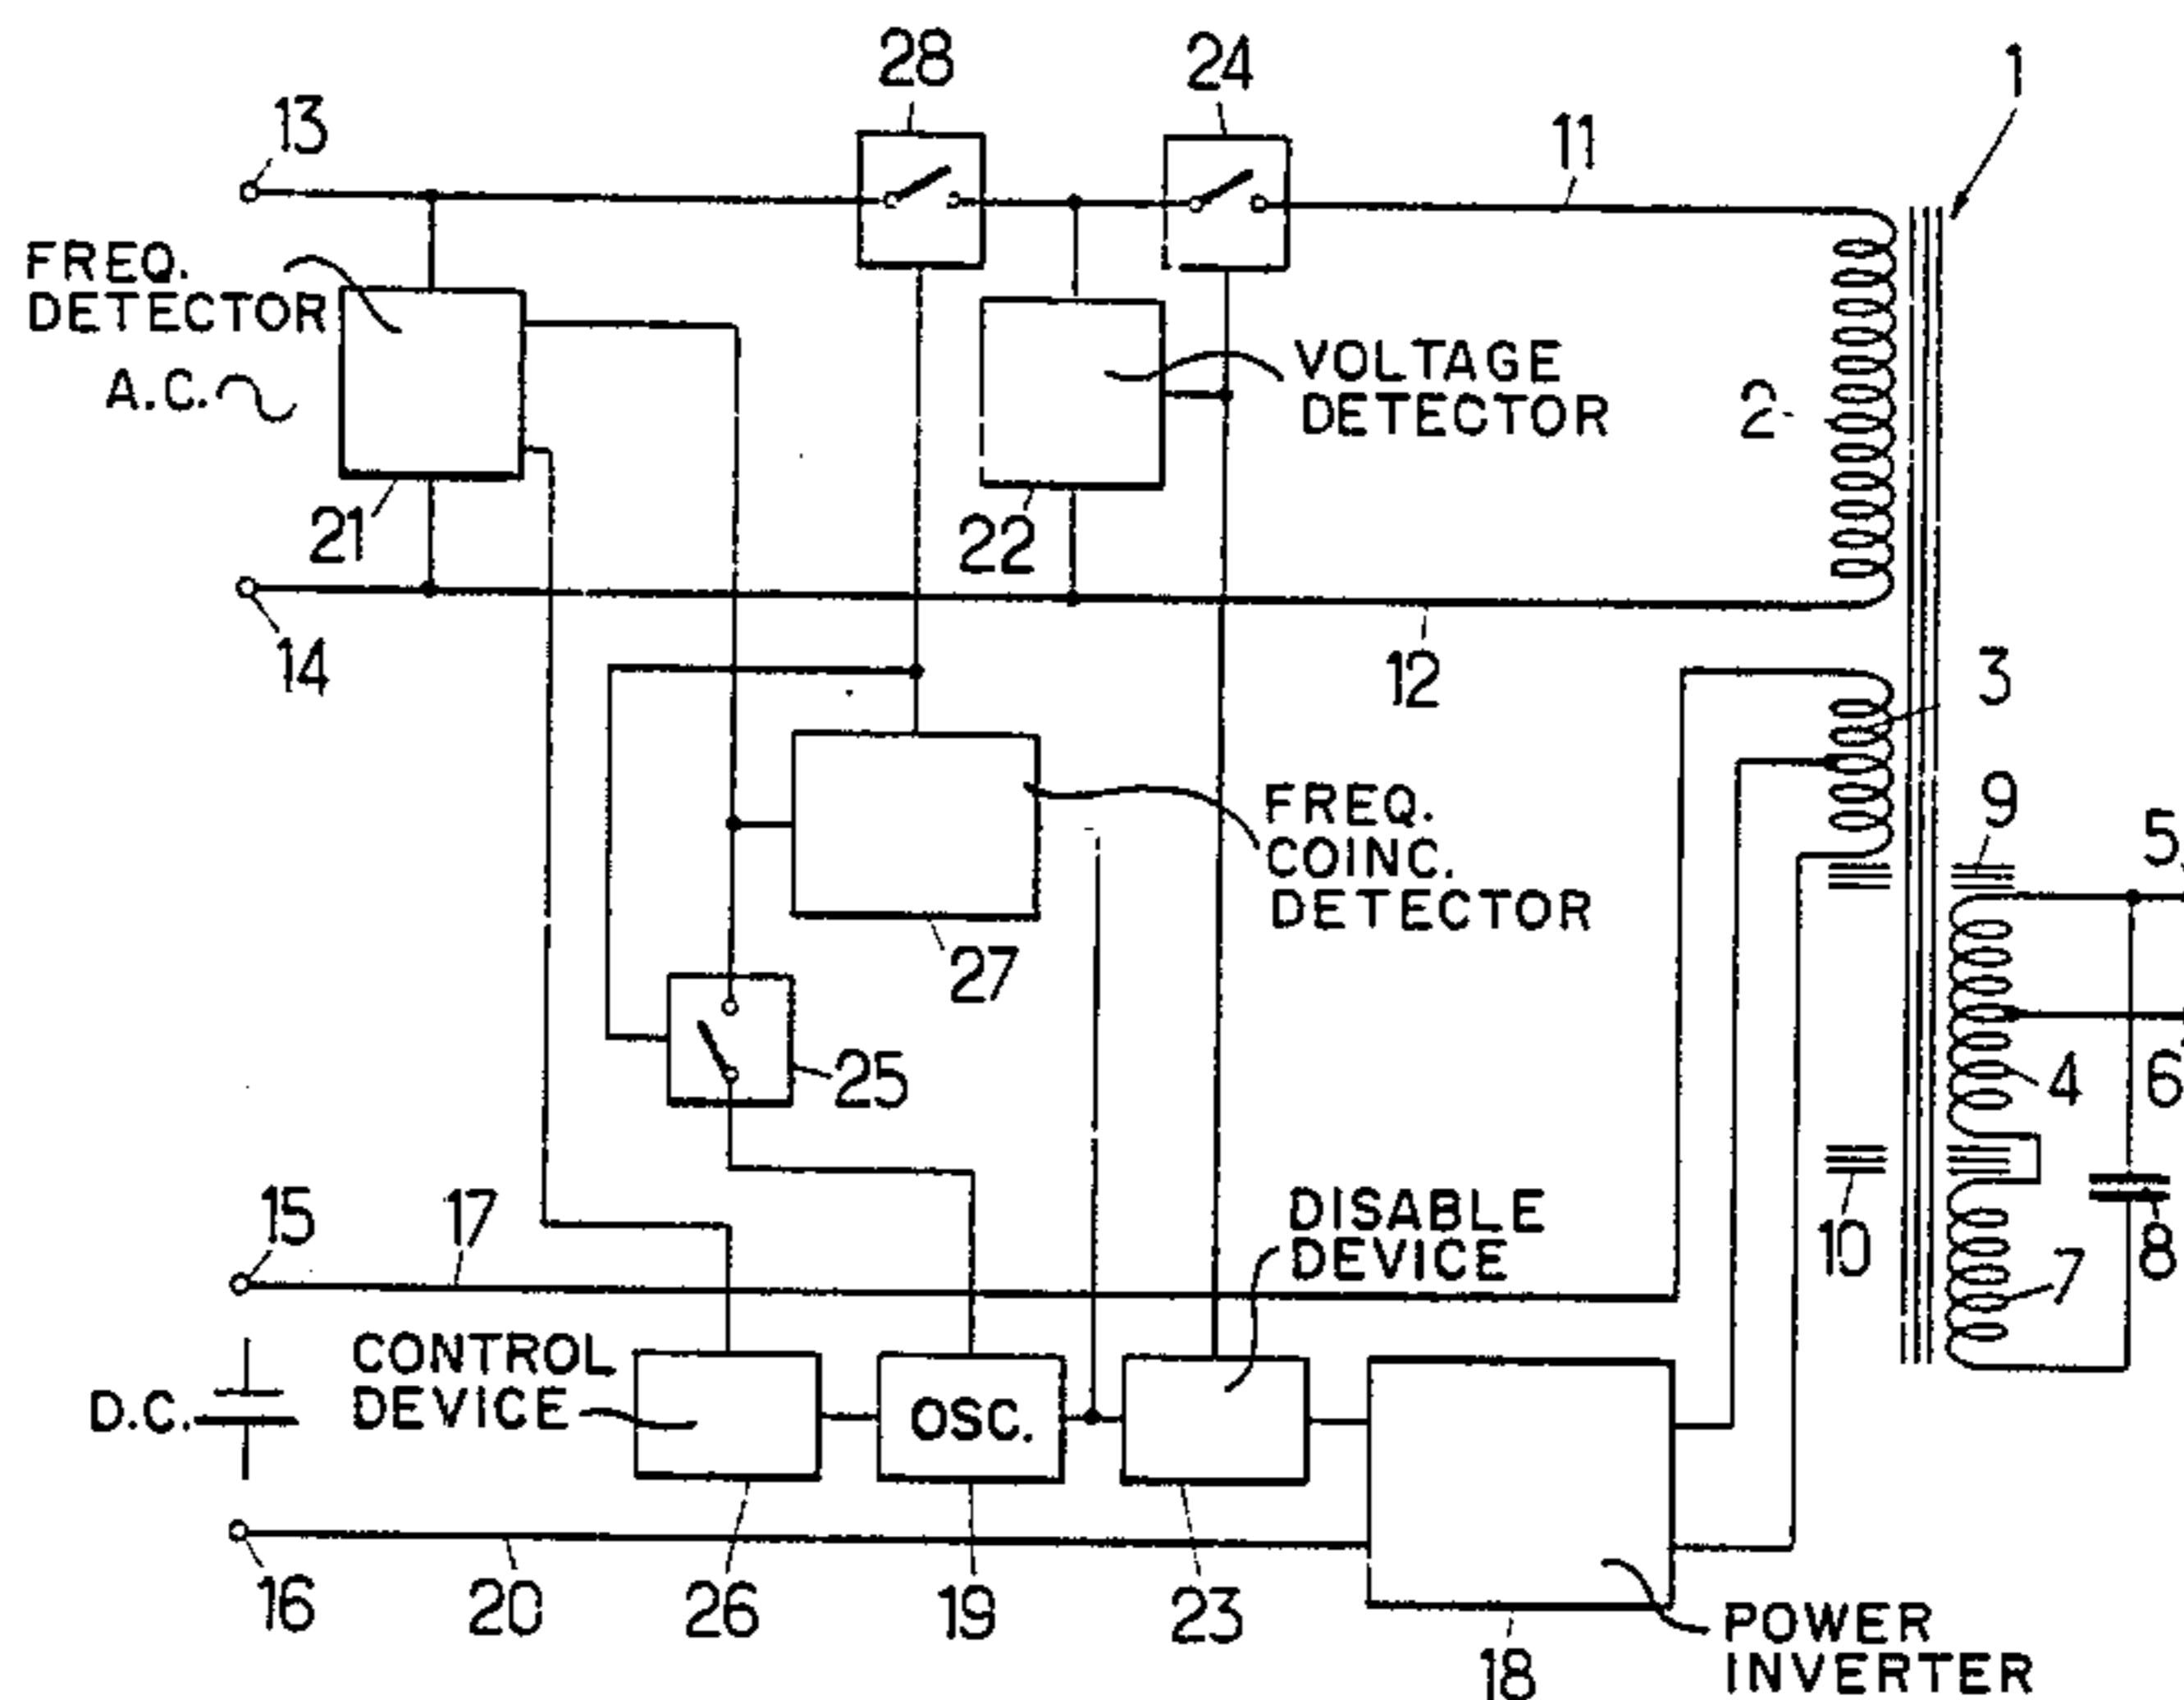 28
24
1
13
11
FREQ.
DETECTOR
A.C.
VOLTAGE
DETECTOR
2
21
22
14
12
3
9
5
FREQ.
COINC.
DETECTOR
27
25
4
6
15
17
DISABLE
DEVICE
10
8
7
CONTROL
DEVICE
D.C.
OSC.
16
20
26
19
23
18
POWER
INVERTER